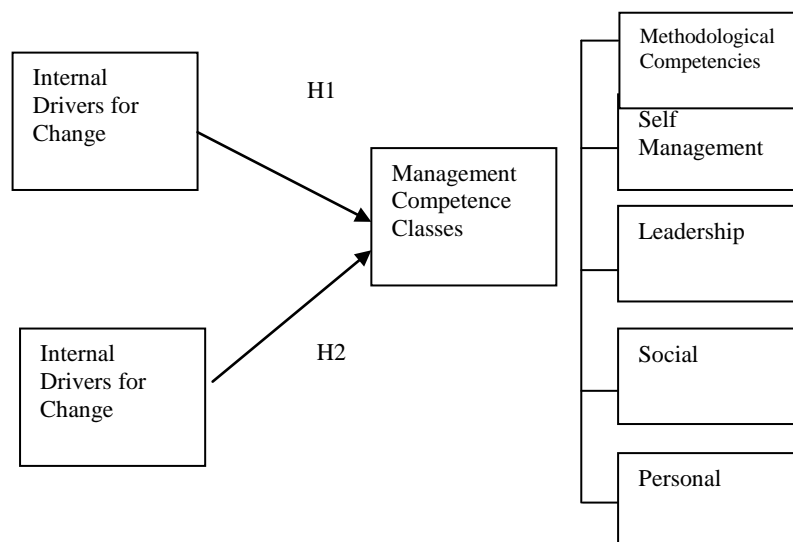 Internal
Drivers for
Change
H1
Management
Competence
Classes
Internal
Drivers for
Change
H2
Methodological
Competencies
Self
Management
Leadership
Social
Personal